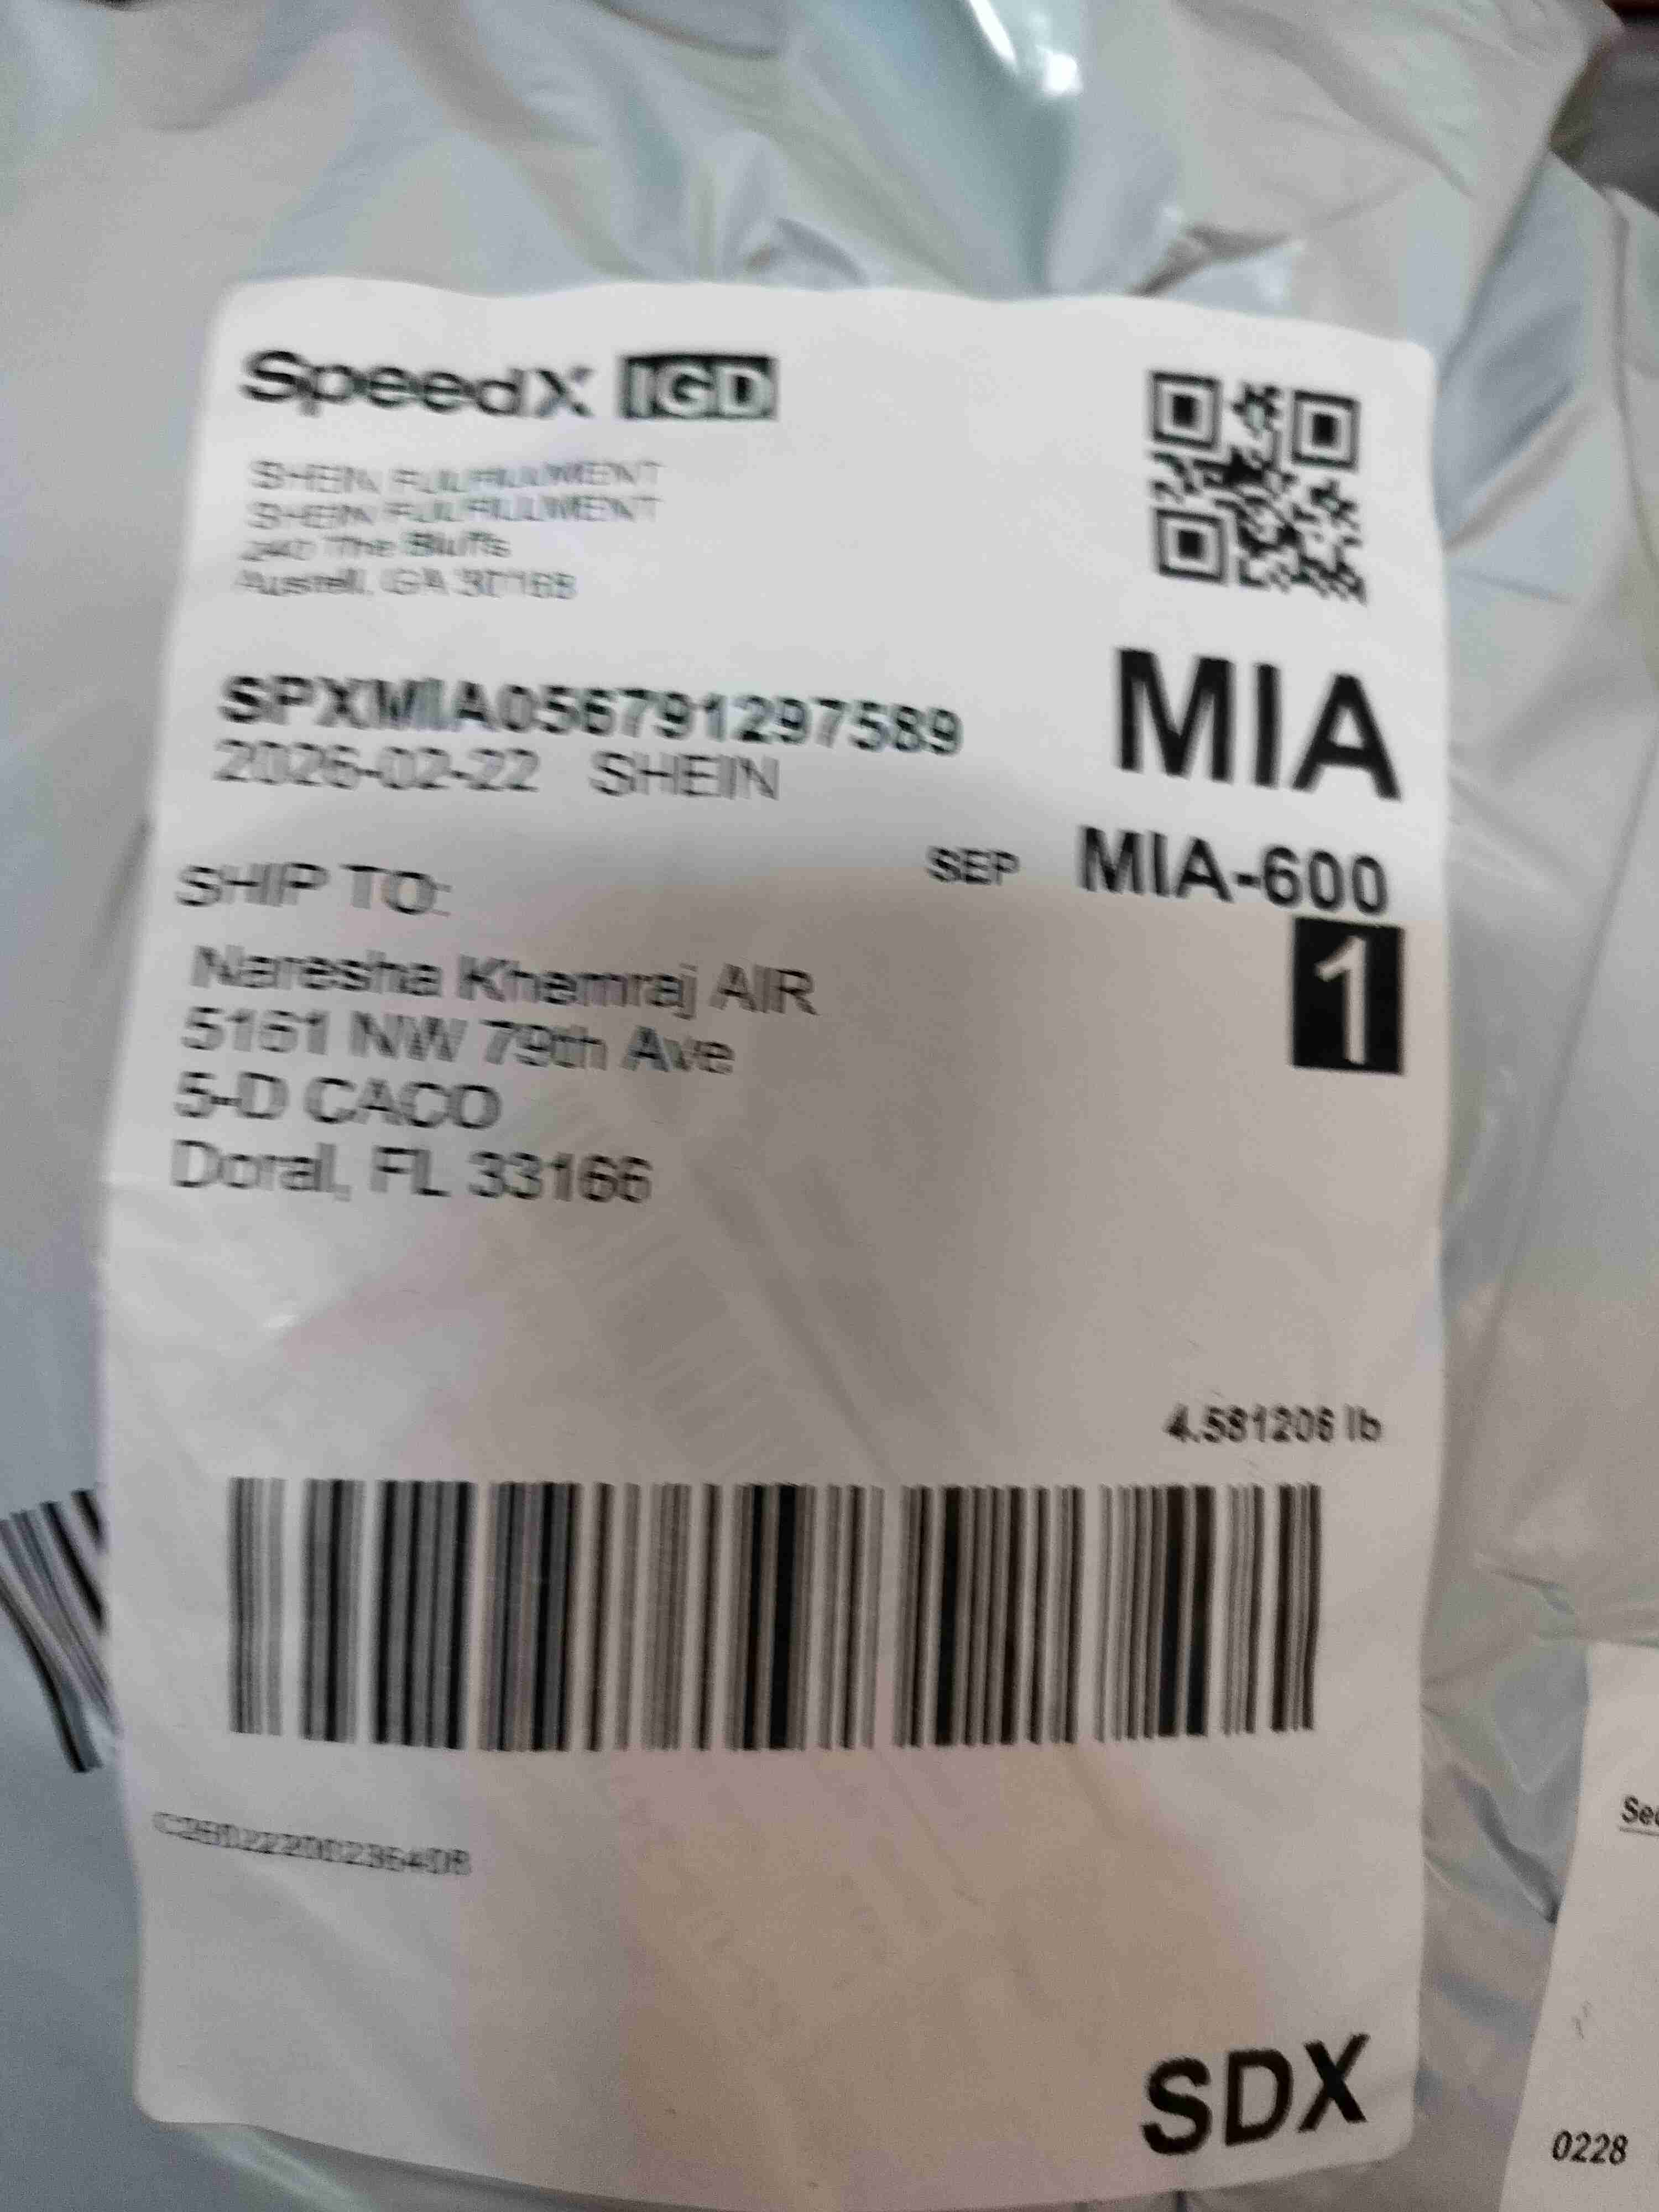 SpeedX IGD
SHEIN FULFILLMENT
SHEIN FULFILLMENT
The Bluffs
Austell, GA 30168
SPXMIA056791297589
2026-02-22 SHEIN
MIA
SEP MIA-600
1
SHIP TO:
Naresha Khemraj AIR
5161 NW 79th Ave
5-D CACO
Doral, FL 33166
4.581206 lb
SDX
0228